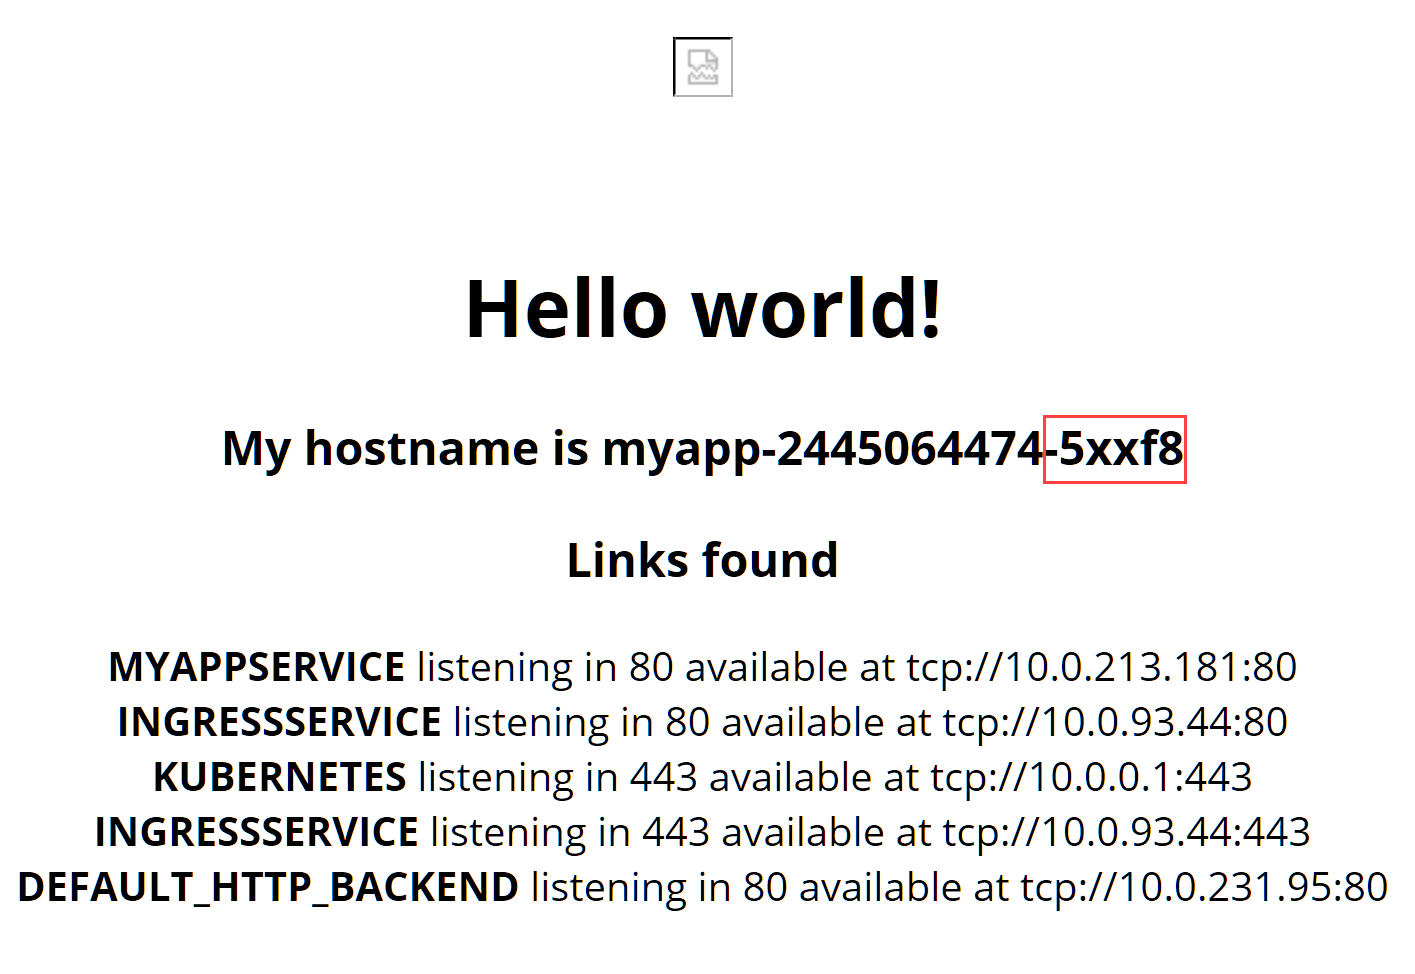 Hello world!
My hostname is myapp-2445064474-5xxf8
Links found
MYAPPSERVICE listening in 80 available at tcp://10.0.213.181:80
INGRESSSERVICE listening in 80 available at tcp://10.0.93.44:80
KUBERNETES listening in 443 available at tcp://10.0.0.1:443
INGRESSSERVICE listening in 443 available at tcp://10.0.93.44:443
DEFAULT_HTTP_BACKEND listening in 80 available at tcp://10.0.231.95:80